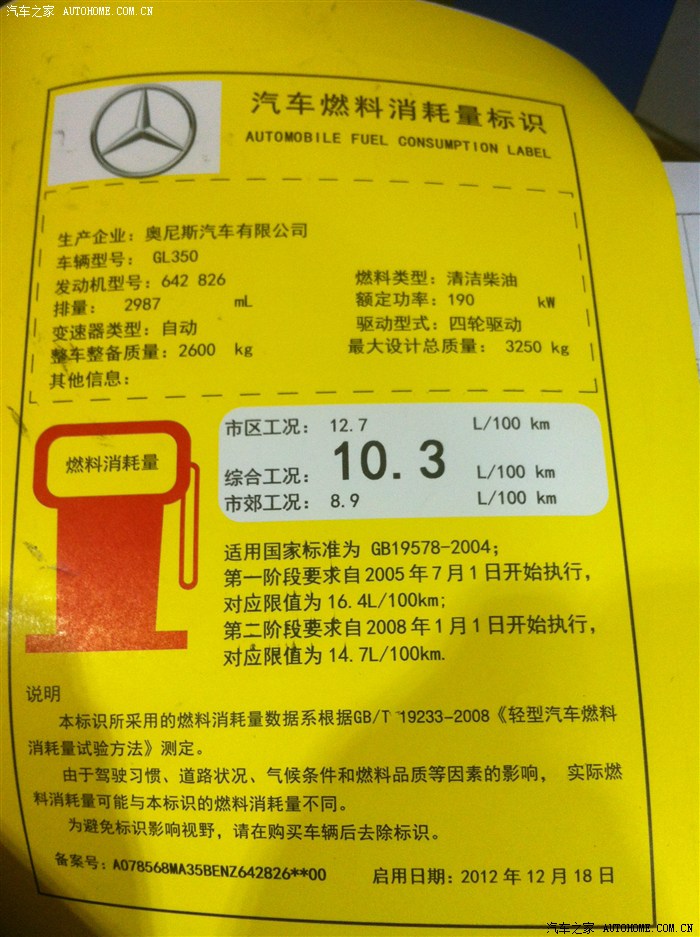 汽车之家 AUTOHOME.COM.CN
汽车燃料消耗量标识
AUTOMOBILE FUEL CONSUMPTION LABEL
生产企业: 奥尼斯汽车有限公司
车辆型号: GL350
发动机型号: 642 826 燃料类型: 清洁柴油
排量: 2987 mL 额定功率: 190 kW
变速器类型: 自动 驱动型式: 四轮驱动
整车整备质量: 2600 kg 最大设计总质量: 3250 kg
其他信息:
燃料消耗量
市区工况: 12.7 L/100 km
综合工况: 10.3 L/100 km
市郊工况: 8.9 L/100 km
适用国家标准为 GB19578-2004;
第一阶段要求自2005年7月1日开始执行,
对应限值为16.4L/100km;
第二阶段要求自2008年1月1日开始执行,
对应限值为14.7L/100km.
说明
本标识所采用的燃料消耗量数据系根据GB/T 19233-2008《轻型汽车燃料
消耗量试验方法》测定。
由于驾驶习惯、道路状况、气候条件和燃料品质等因素的影响, 实际燃
料消耗量可能与本标识的燃料消耗量不同。
为避免标识影响视野,请在购买车辆后去除标识。
备案号: A078568MA35BENZ642826**00 启用日期: 2012年12月18日
汽车之家 AUTOHOME.COM.CN